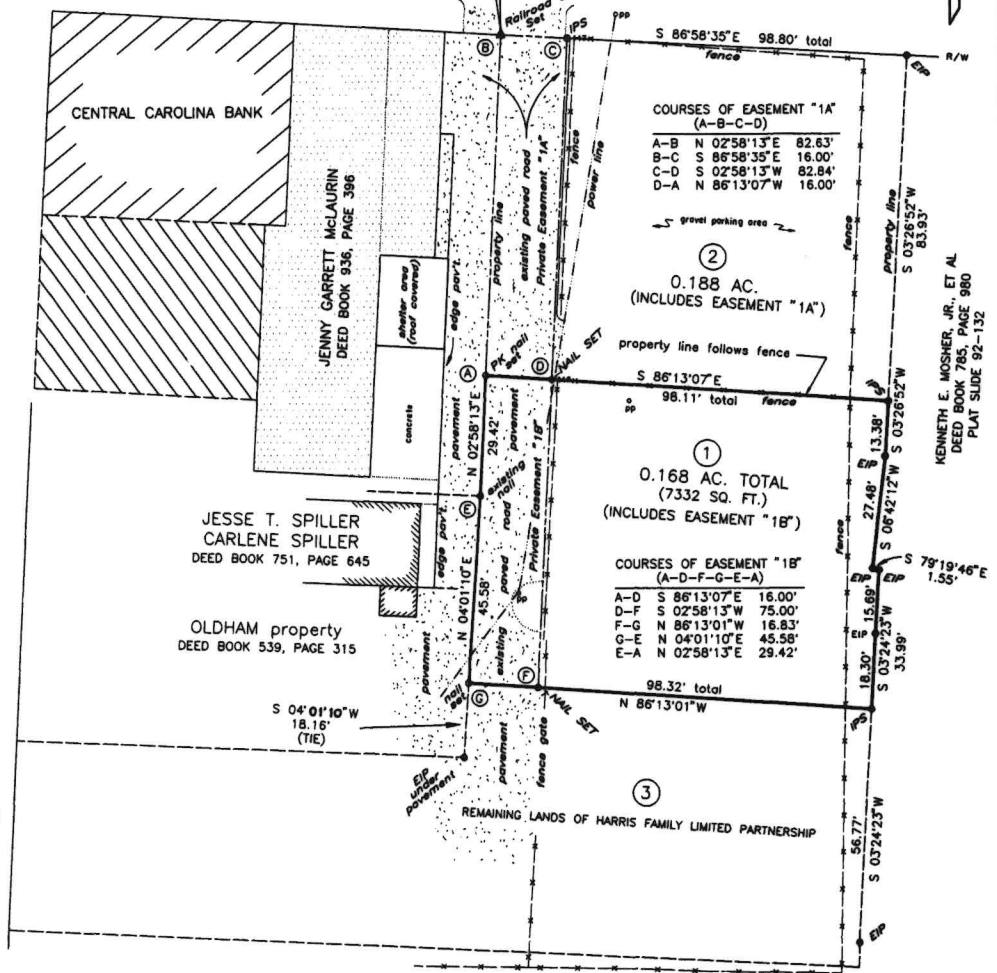 Railroad
Set
IPS
PP
B
C
S 86°58'35"E 98.80' total
fence
EIP
R/W
CENTRAL CAROLINA BANK
COURSES OF EASEMENT "1A"
(A-B-C-D)
A-B N 02°58'13"E 82.63'
B-C S 86°58'35"E 16.00'
C-D S 02°58'13"W 82.84'
D-A N 86°13'07"W 16.00'
JENNY GARRETT McLAURIN
DEED BOOK 936, PAGE 396
shelter area
(roof covered)
concrete
edge pav't.
pavement
property line
existing paved road
Private Easement "1A"
fence
power line
gravel parking area
2
0.188 AC.
(INCLUDES EASEMENT "1A")
fence
property line
S 03°26'52"W
83.93'
KENNETH E. MOSHER, JR., ET AL
DEED BOOK 785, PAGE 980
PLAT SLIDE 92-132
property line follows fence
PK nail
set
A
D
NAIL SET
S 86°13'07"E
98.11' total
fence
IPS
PP
N 02°58'13"E
29.42'
pavement
existing
nail
E
1
0.168 AC. TOTAL
(7332 SQ. FT.)
(INCLUDES EASEMENT "1B")
S 03°26'52"W
13.38'
EIP
27.48'
S 06°42'12"W
fence
JESSE T. SPILLER
CARLENE SPILLER
DEED BOOK 751, PAGE 645
edge pav't.
N 04°01'10"E
45.58'
existing paved road
Private Easement "1B"
PP
COURSES OF EASEMENT "1B"
(A-D-F-G-E-A)
A-D S 86°13'07"E 16.00'
D-F S 02°58'13"W 75.00'
F-G N 86°13'01"W 16.83'
G-E N 04°01'10"E 45.58'
E-A N 02°58'13"E 29.42'
EIP
EIP
S 79°19'46"E
1.55'
15.69'
EIP
18.30'
S 03°24'23"W
33.99'
OLDHAM property
DEED BOOK 539, PAGE 315
pavement
nail
set
G
F
NAIL SET
98.32' total
N 86°13'01"W
IPS
S 04°01'10"W
18.16'
(TIE)
EIP
under
pavement
pavement
fence gate
3
REMAINING LANDS OF HARRIS FAMILY LIMITED PARTNERSHIP
56.77'
S 03°24'23"W
EIP